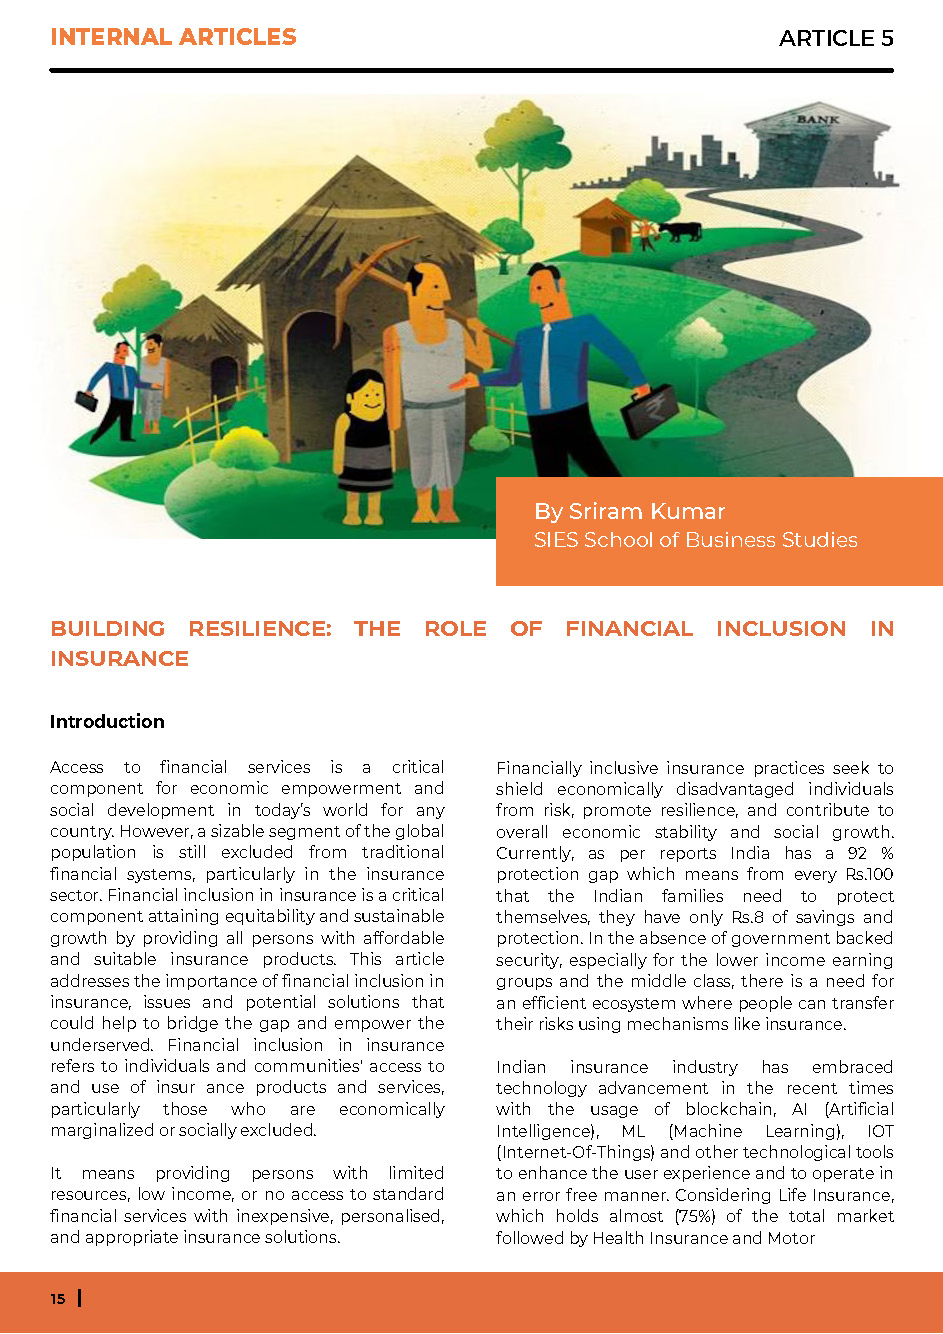 INTERNAL ARTICLES
ARTICLE 5
BANK
By Sriram Kumar
SIES School of Business Studies
BUILDING RESILIENCE: THE ROLE OF FINANCIAL INCLUSION IN
INSURANCE
Introduction
Access to financial services is a critical
component for economic empowerment and
social development in today's world for any
country. However, a sizable segment of the global
population is still excluded from traditional
financial systems, particularly in the insurance
sector. Financial inclusion in insurance is a critical
component attaining equitability and sustainable
growth by providing all persons with affordable
and suitable insurance products. This article
addresses the importance of financial inclusion in
insurance, issues and potential solutions that
could help to bridge the gap and empower the
underserved. Financial inclusion in insurance
refers to individuals and communities' access to
and use of insur ance products and services,
particularly those who are economically
marginalized or socially excluded.
It means providing persons with limited
resources, low income, or no access to standard
financial services with inexpensive, personalised,
and appropriate insurance solutions.
Financially inclusive insurance practices seek to
shield economically disadvantaged individuals
from risk, promote resilience, and contribute to
overall economic stability and social growth.
Currently, as per reports India has a 92 %
protection gap which means from every Rs.100
that the Indian families need to protect
themselves, they have only Rs.8 of savings and
protection. In the absence of government backed
security, especially for the lower income earning
groups and the middle class, there is a need for
an efficient ecosystem where people can transfer
their risks using mechanisms like insurance.
Indian insurance industry has embraced
technology advancement in the recent times
with the usage of blockchain, AI (Artificial
Intelligence), ML (Machine Learning), IOT
(Internet-Of-Things) and other technological tools
to enhance the user experience and to operate in
an error free manner. Considering Life Insurance,
which holds almost (75%) of the total market
followed by Health Insurance and Motor
15